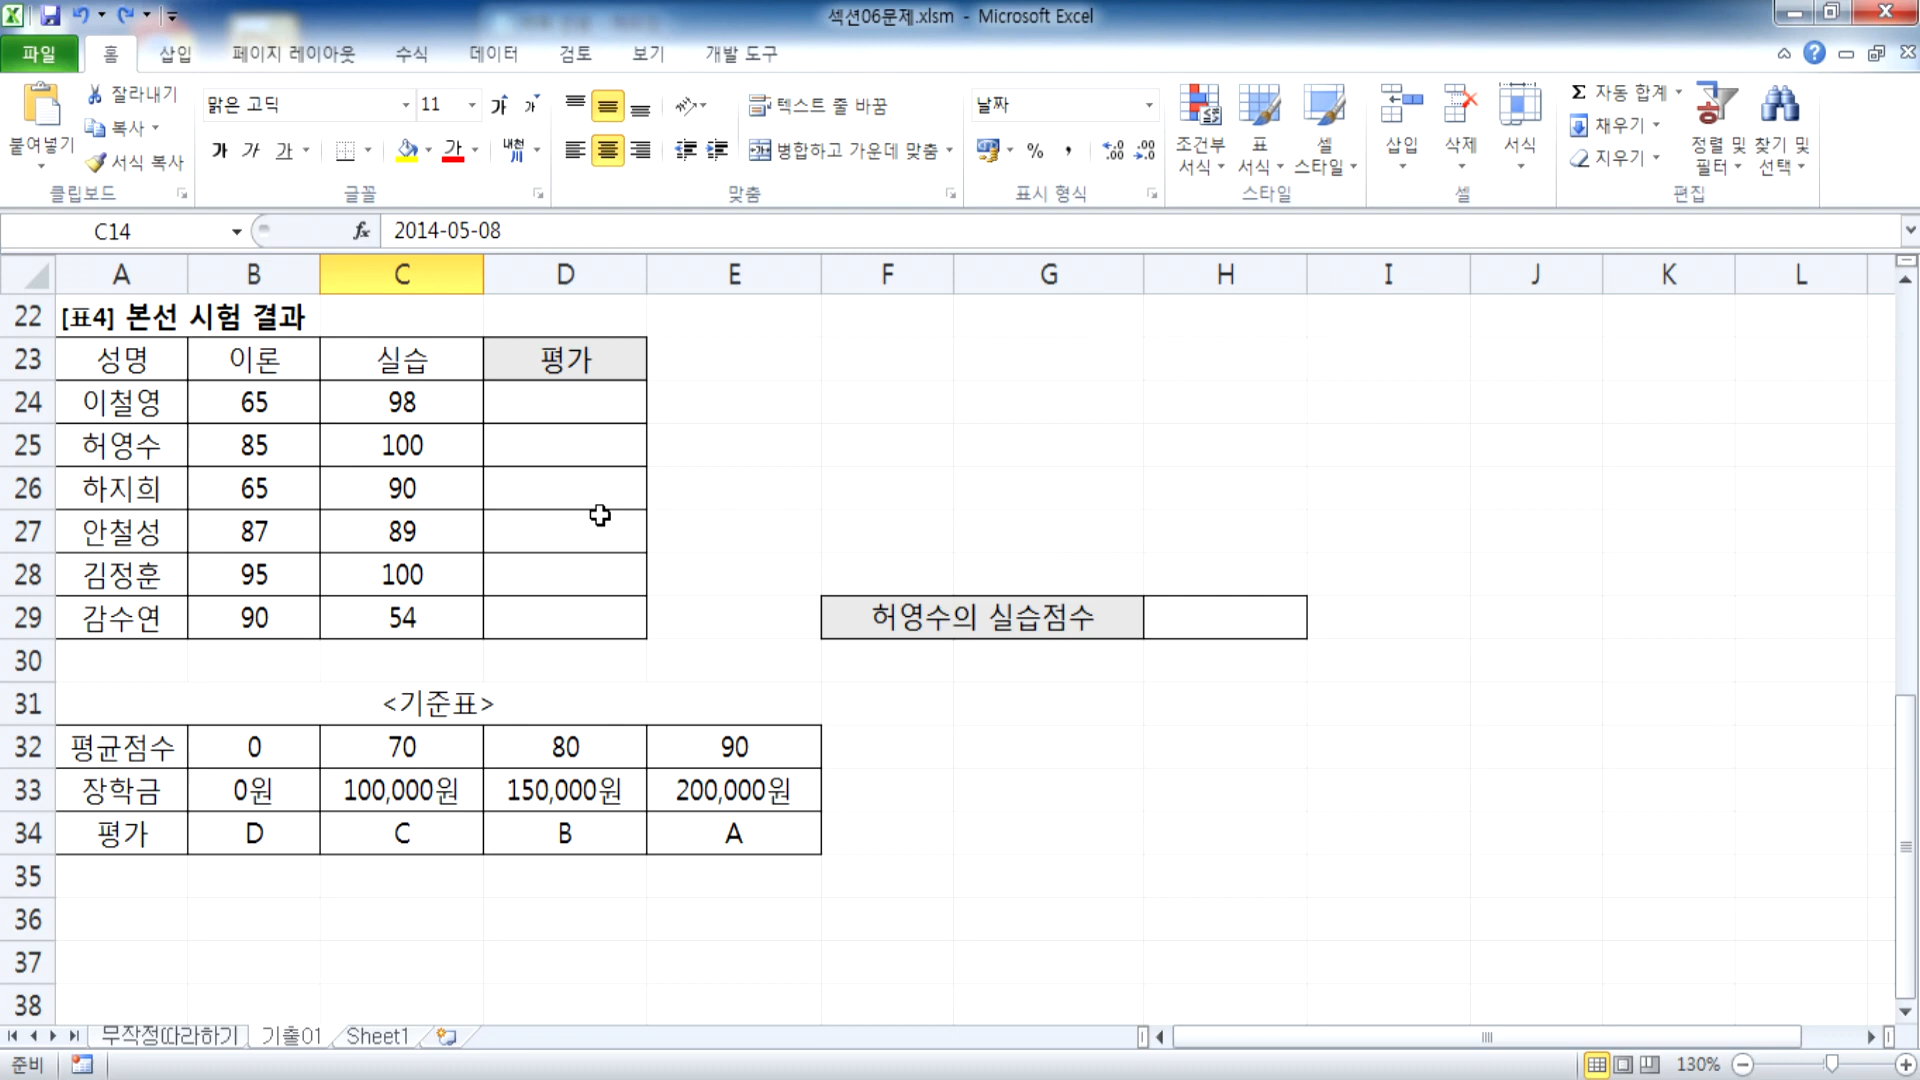 섹션06문제.xlsm - Microsoft Excel
파일 홈 삽입 페이지 레이아웃 수식 데이터 검토 보기 개발 도구
붙여넣기 잘라내기 복사 서식 복사 클립보드
맑은 고딕 11 가 가 가 가 가 가 내천 글꼴
텍스트 줄 바꿈 병합하고 가운데 맞춤 맞춤
날짜 % , 표시 형식
조건부 서식 표 서식 셀 스타일 스타일
삽입 삭제 서식 셀
Σ 자동 합계 채우기 지우기 정렬 및 필터 찾기 및 선택 편집
C14 fx 2014-05-08
A B C D E F G H I J K L
22 [표4] 본선 시험 결과
23 성명 이론 실습 평가
24 이철영 65 98
25 허영수 85 100
26 하지희 65 90
27 안철성 87 89
28 김정훈 95 100
29 감수연 90 54 허영수의 실습점수
30
31 <기준표>
32 평균점수 0 70 80 90
33 장학금 0원 100,000원 150,000원 200,000원
34 평가 D C B A
35
36
37
38
무작정따라하기 기출01 Sheet1
준비 130%